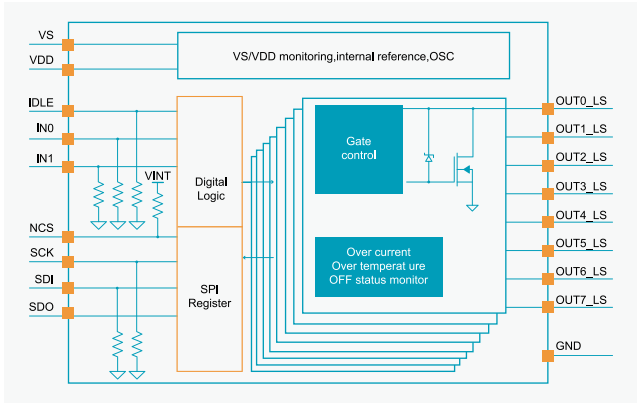 VS
VDD
VS/VDD monitoring,internal reference,OSC
IDLE
IN0
IN1
VINT
NCS
SCK
SDI
SDO
Digital
Logic
SPI
Register
Gate
control
Over current
Over temperat ure
OFF status monitor
OUT0_LS
OUT1_LS
OUT2_LS
OUT3_LS
OUT4_LS
OUT5_LS
OUT6_LS
OUT7_LS
GND